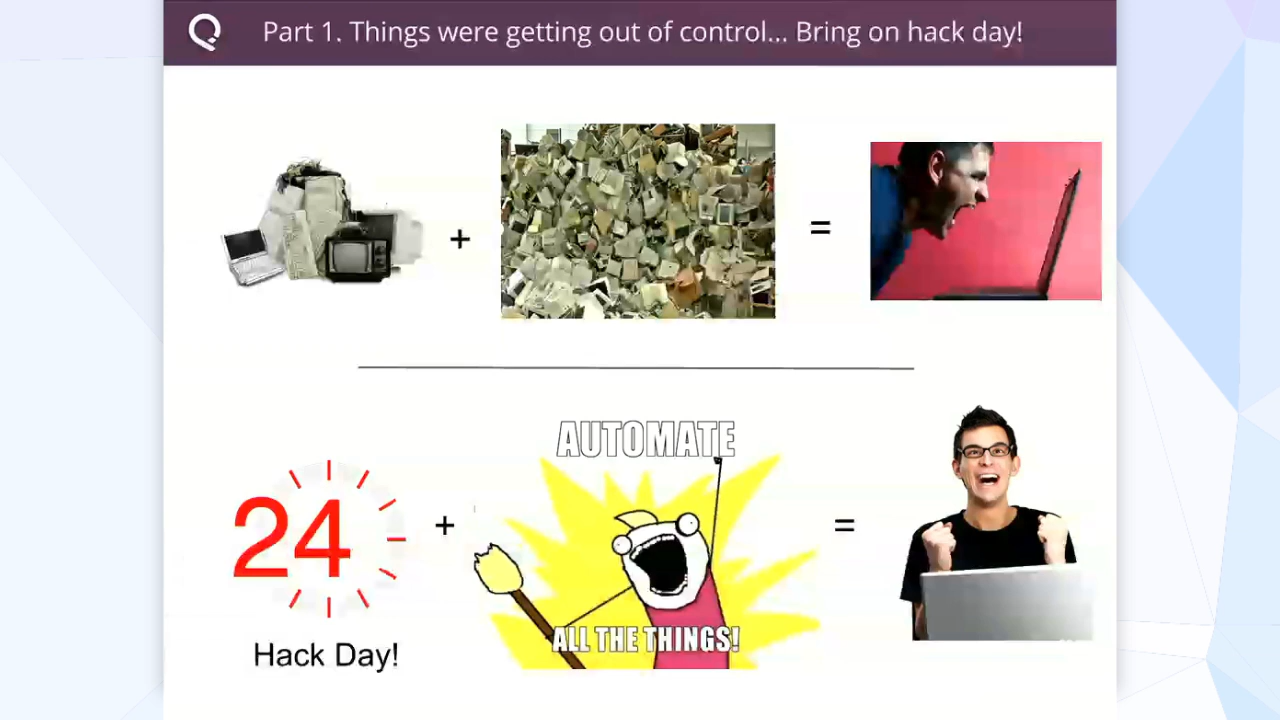 Part 1. Things were getting out of control... Bring on hack day!
+
=
AUTOMATE
24
+
=
ALL THE THINGS!
Hack Day!